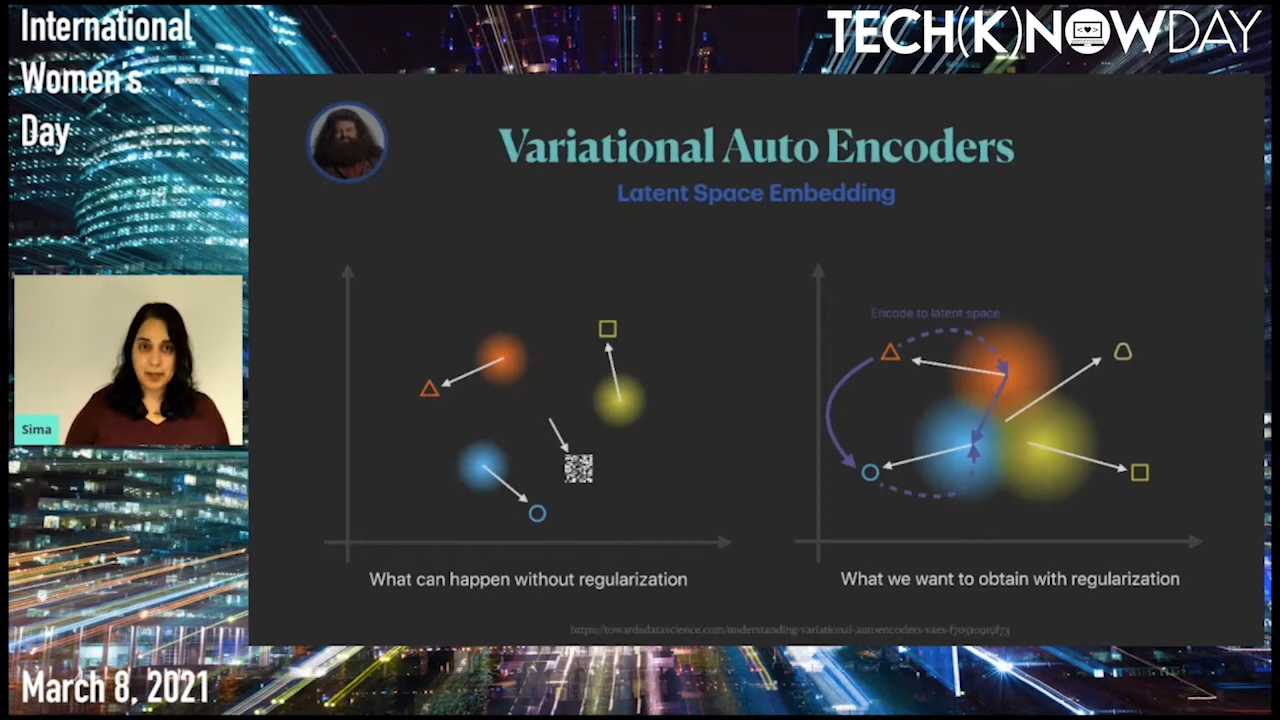 International
Women's
Day
TECH(K)NOWDAY
Variational Auto Encoders
Latent Space Embedding
Encode to latent space
Sima
What can happen without regularization
What we want to obtain with regularization
March 8, 2021